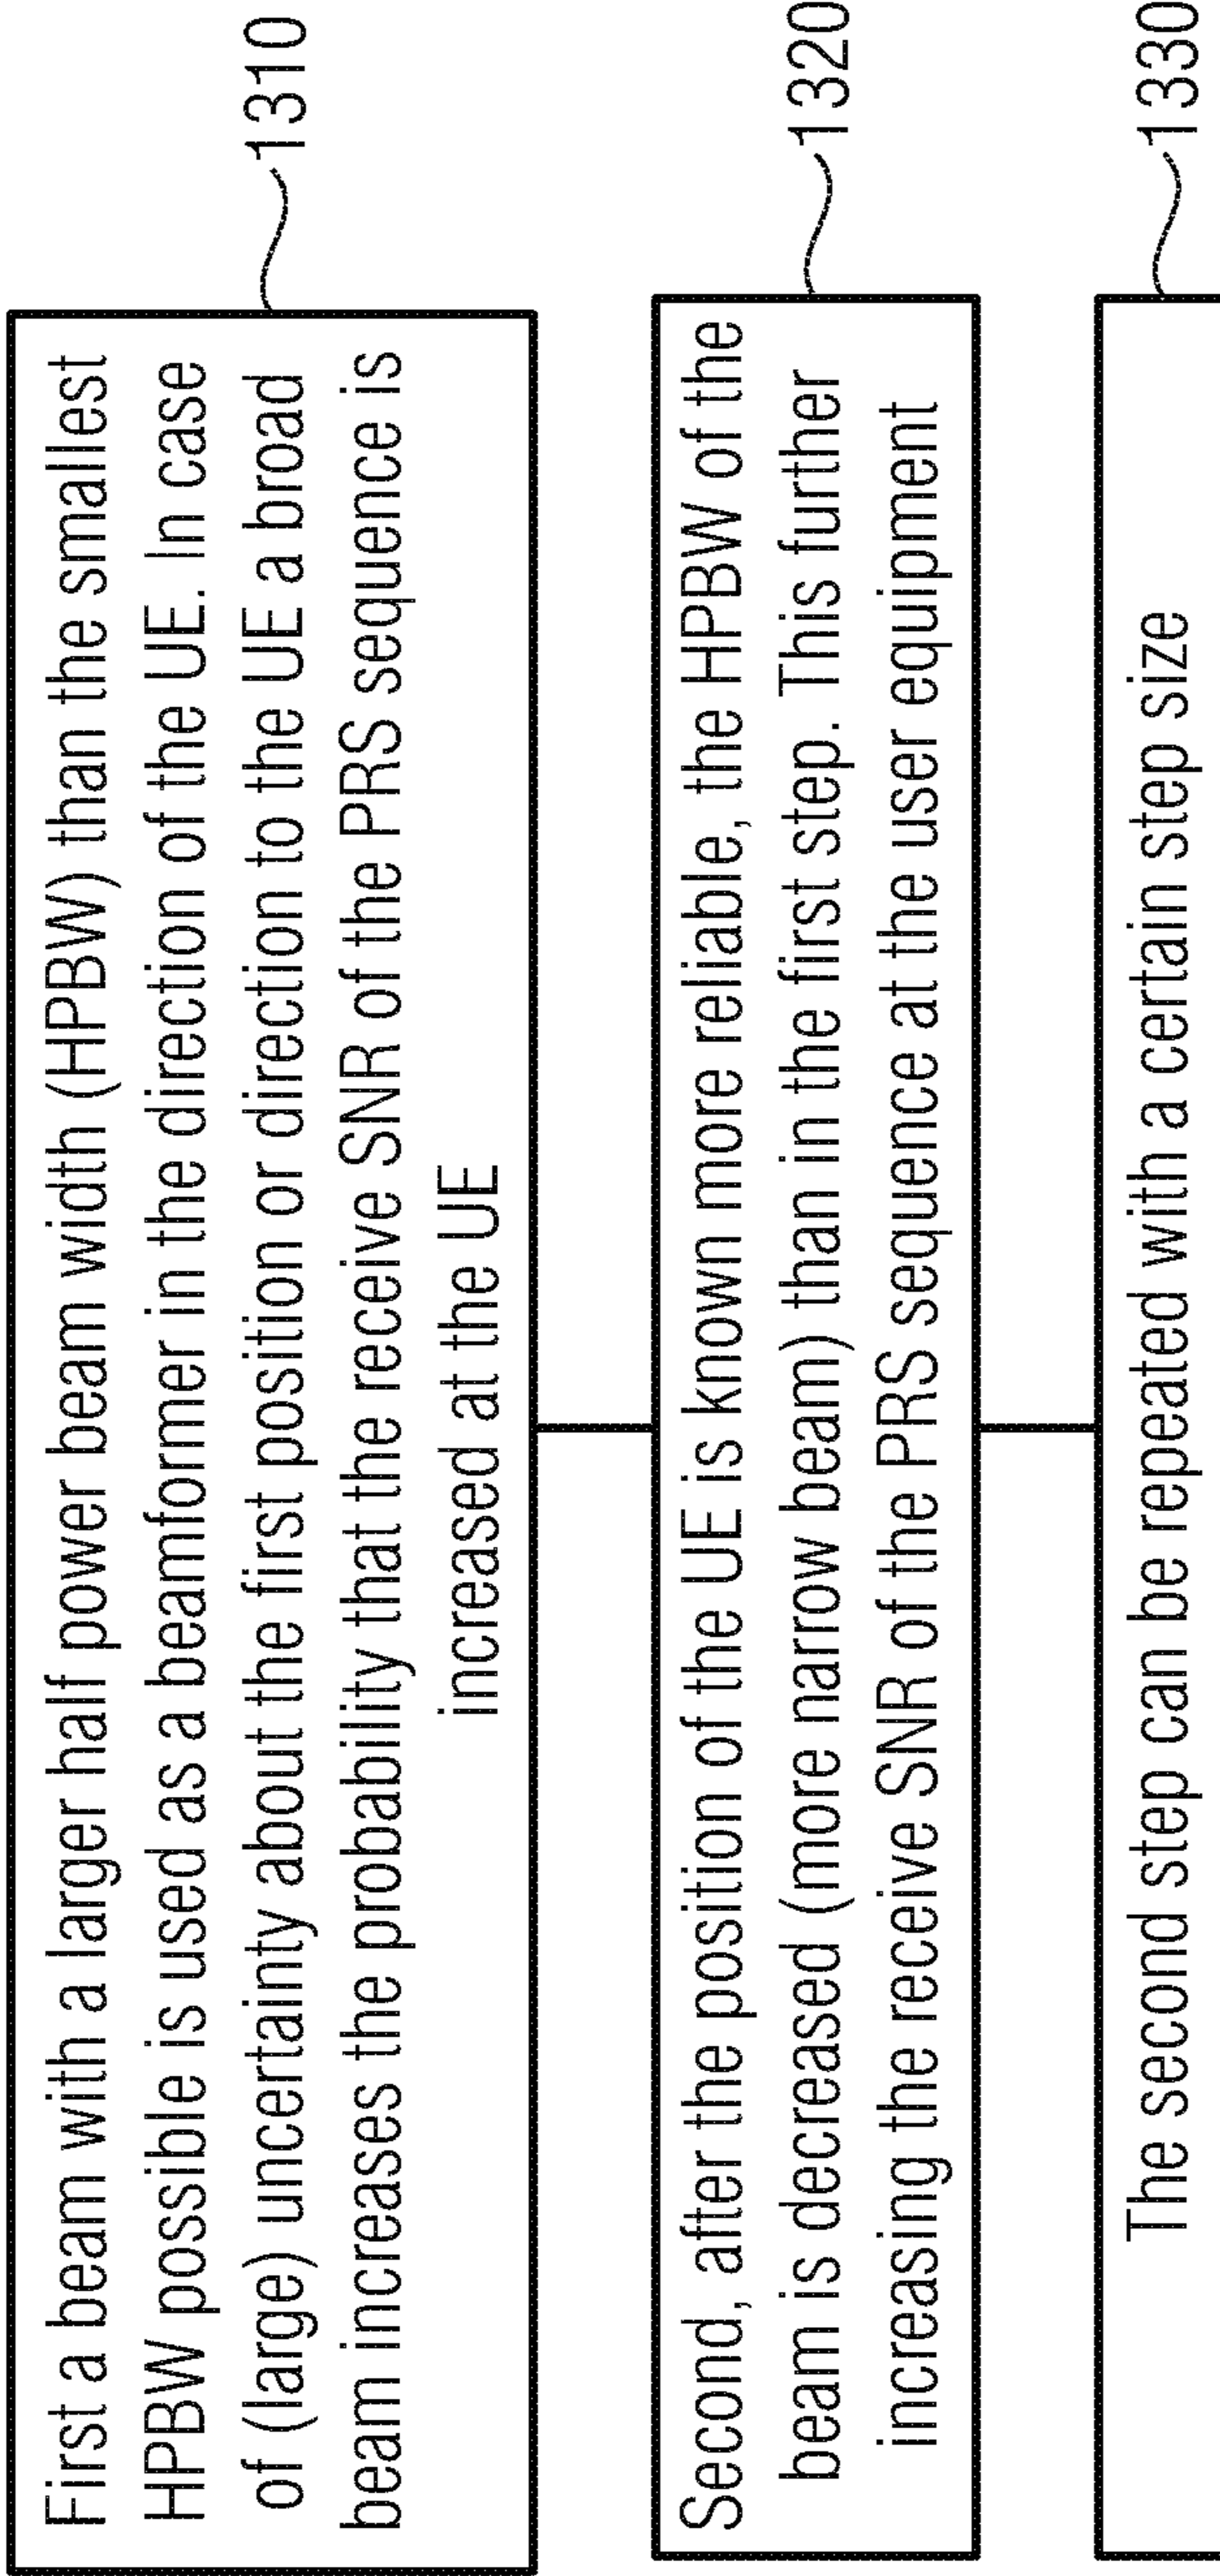 First a beam with a larger half power beam width (HPBW) than the smallest
HPBW possible is used as a beamformer in the direction of the UE. In case
of (large) uncertainty about the first position or direction to the UE a broad
beam increases the probability that the receive SNR of the PRS sequence is
increased at the UE
1310
Second, after the position of the UE is known more reliable, the HPBW of the
beam is decreased (more narrow beam) than in the first step. This further
increasing the receive SNR of the PRS sequence at the user equipment
1320
The second step can be repeated with a certain step size
1330